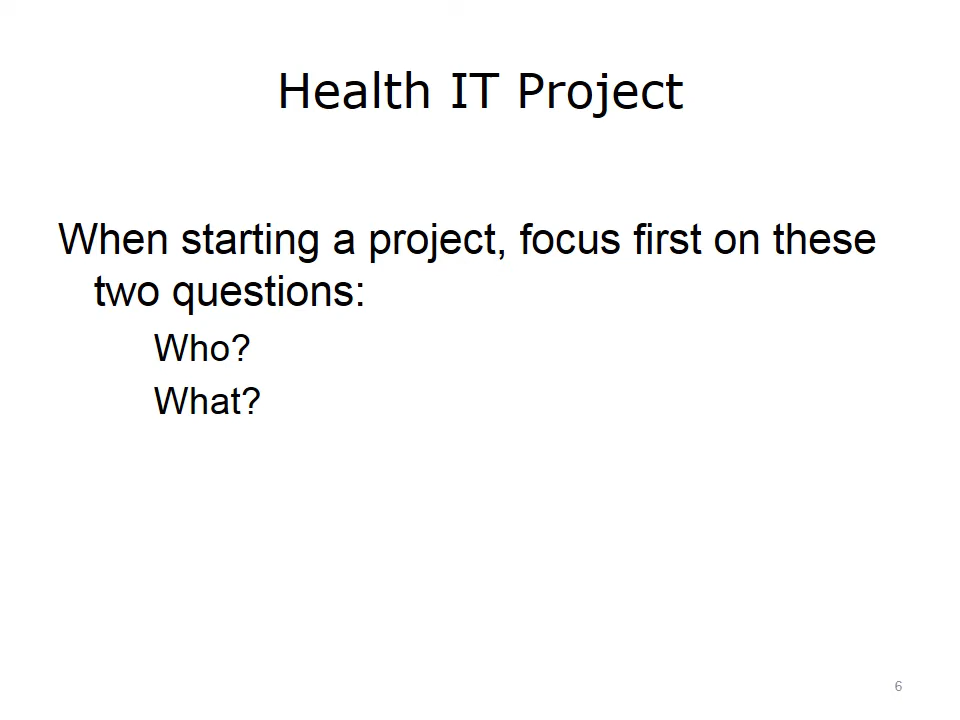 Health IT Project
When starting a project, focus first on these
two questions:
Who?
What?
6